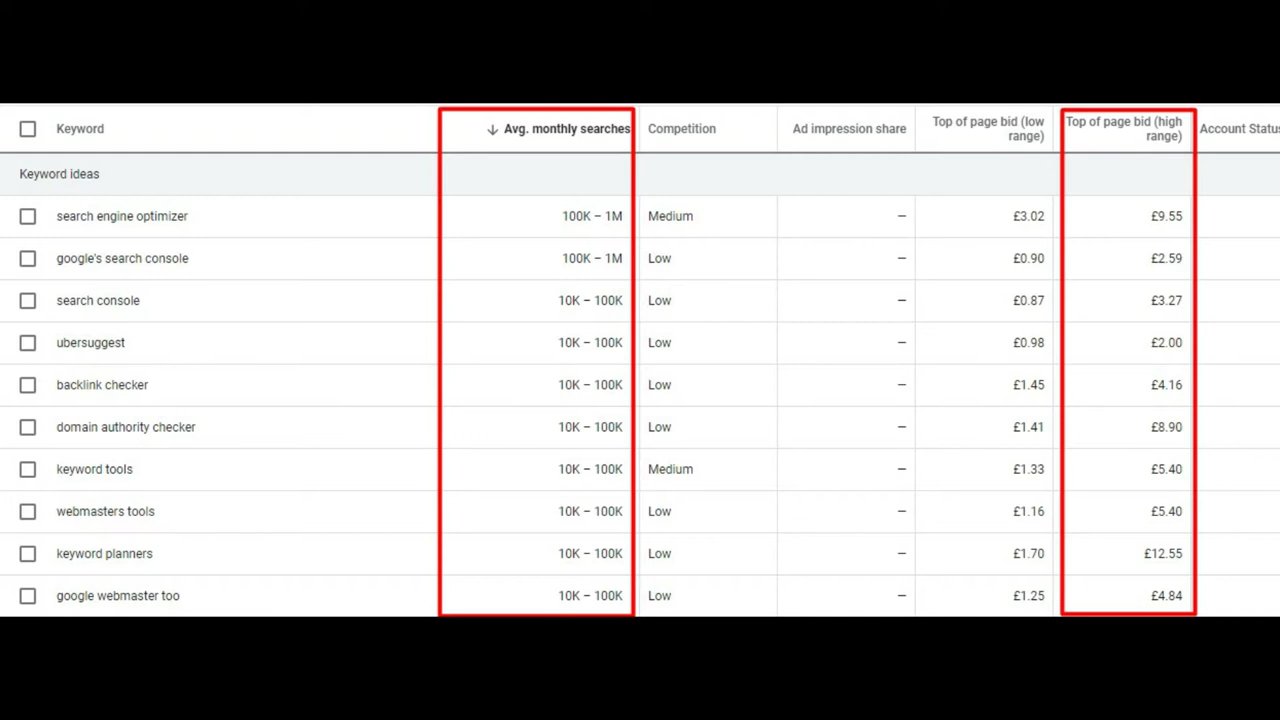 Keyword ↓ Avg. monthly searches Competition Ad impression share Top of page bid (low range) Top of page bid (high range) Account Statu
Keyword ideas
search engine optimizer 100K – 1M Medium – £3.02 £9.55
google's search console 100K – 1M Low – £0.90 £2.59
search console 10K – 100K Low – £0.87 £3.27
ubersuggest 10K – 100K Low – £0.98 £2.00
backlink checker 10K – 100K Low – £1.45 £4.16
domain authority checker 10K – 100K Low – £1.41 £8.90
keyword tools 10K – 100K Medium – £1.33 £5.40
webmasters tools 10K – 100K Low – £1.16 £5.40
keyword planners 10K – 100K Low – £1.70 £12.55
google webmaster too 10K – 100K Low – £1.25 £4.84